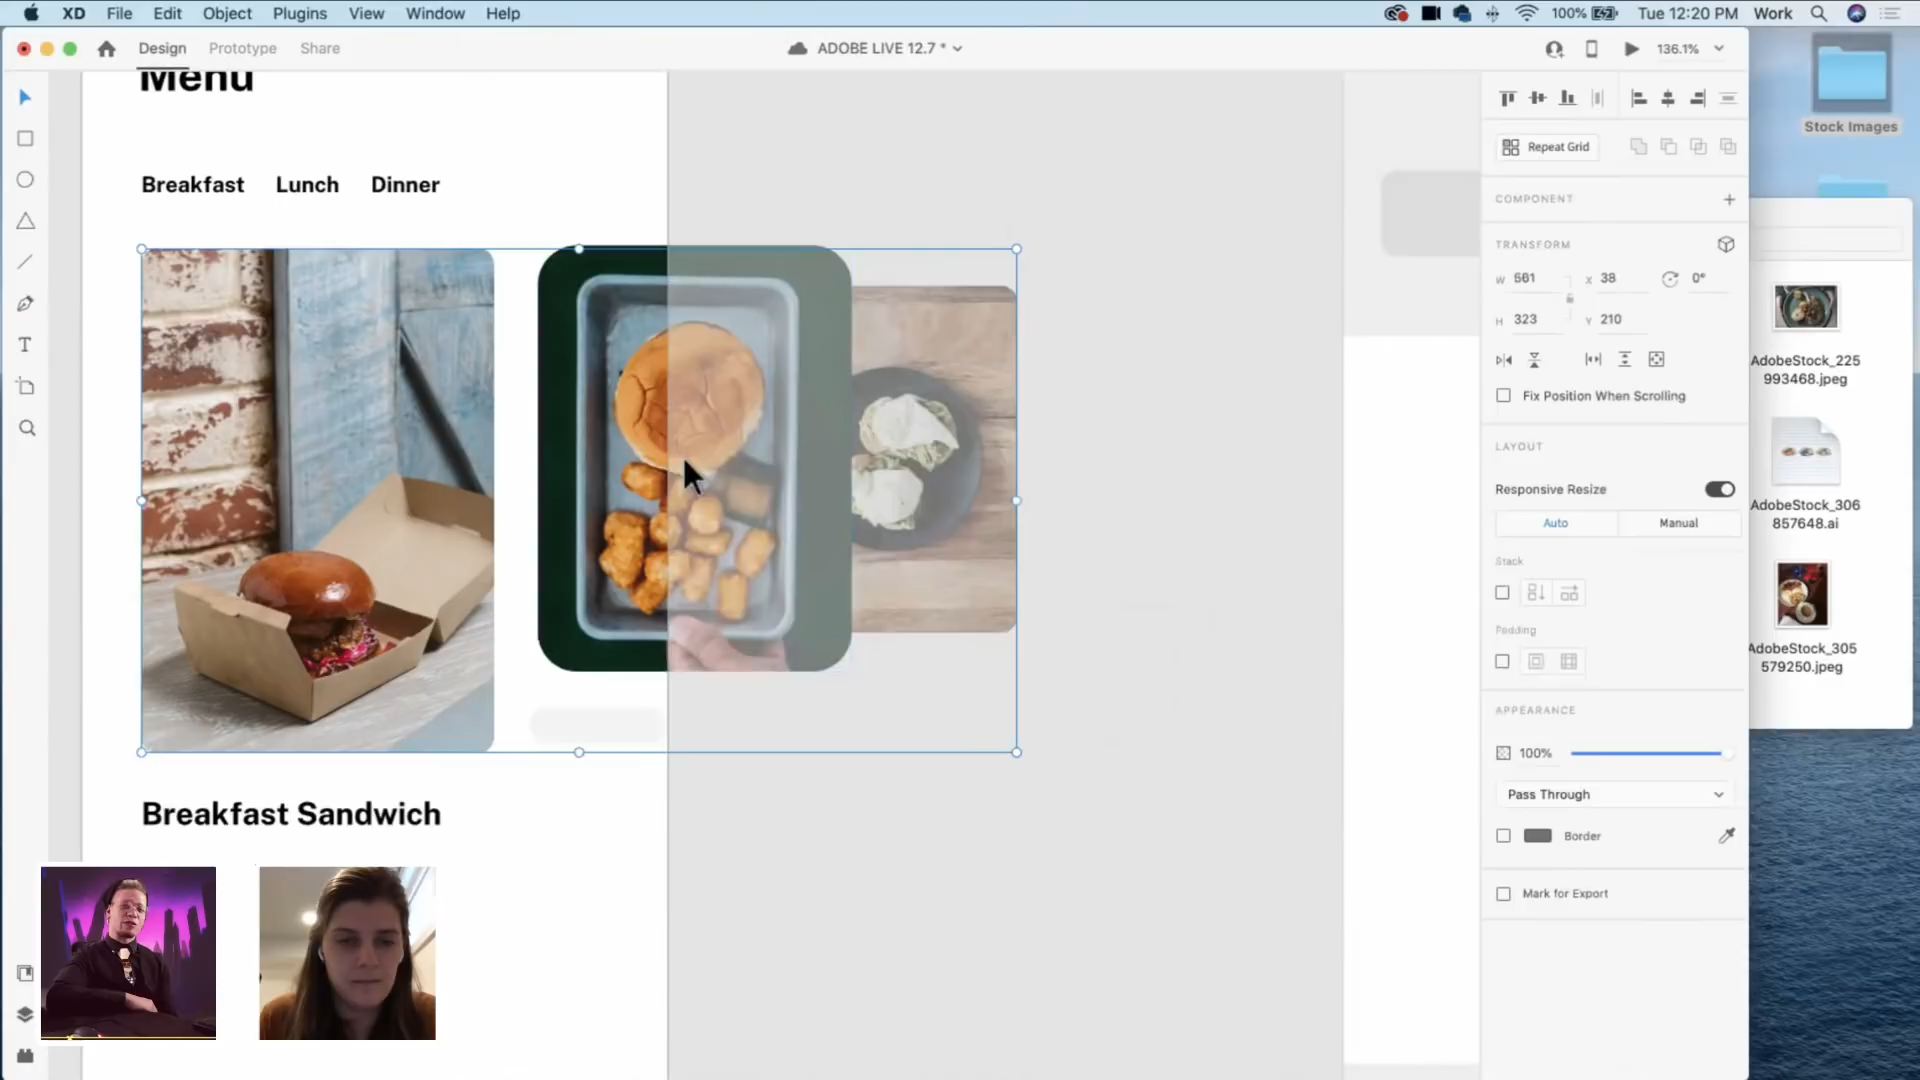 XD File Edit Object Plugins View Window Help
100% Tue 12:20 PM Work
Design Prototype Share
ADOBE LIVE 12.7 *
136.1%
Menu
Breakfast Lunch Dinner
Breakfast Sandwich
Repeat Grid
COMPONENT
TRANSFORM
W 561 X 38 0°
H 323 Y 210
Fix Position When Scrolling
LAYOUT
Responsive Resize
Auto Manual
Stack
Padding
APPEARANCE
100%
Pass Through
Border
Mark for Export
Stock Images
AdobeStock_225
993468.jpeg
AdobeStock_306
857648.ai
AdobeStock_305
579250.jpeg